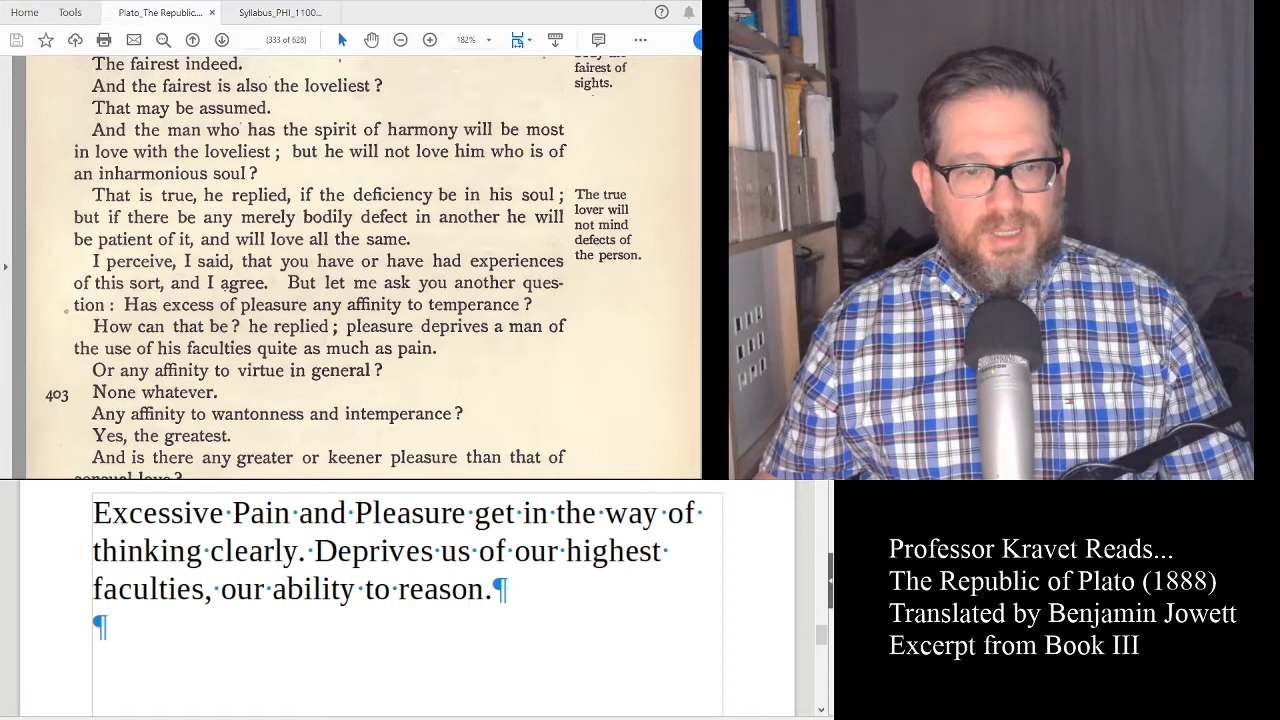 Home Tools Plato_The Republic.... × Syllabus_PHI_1100...
(333 of 628) 182%
The fairest indeed.
fairest of
And the fairest is also the loveliest?
sights.
That may be assumed.
And the man who has the spirit of harmony will be most
in love with the loveliest; but he will not love him who is of
an inharmonious soul?
That is true, he replied, if the deficiency be in his soul;
The true
but if there be any merely bodily defect in another he will
lover will
not mind
be patient of it, and will love all the same.
defects of
the person.
I perceive, I said, that you have or have had experiences
of this sort, and I agree. But let me ask you another ques-
tion: Has excess of pleasure any affinity to temperance?
How can that be? he replied; pleasure deprives a man of
the use of his faculties quite as much as pain.
Or any affinity to virtue in general?
403 None whatever.
Any affinity to wantonness and intemperance?
Yes, the greatest.
And is there any greater or keener pleasure than that of
sensual love?
Excessive·Pain·and·Pleasure·get·in·the·way·of·
thinking·clearly.·Deprives·us·of·our·highest·
faculties,·our·ability·to·reason.¶
¶
Professor Kravet Reads...
The Republic of Plato (1888)
Translated by Benjamin Jowett
Excerpt from Book III